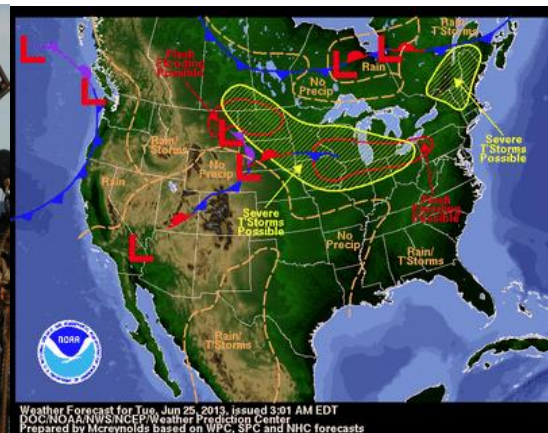 L
L
Flash
Flooding
Possible
No
Precip
L
Rain
L
Rain/
T'Storms
Severe
T'Storms
Possible
L
L
Rain/
Storms
Rain
No
Precip
Severe
T'Storms
Possible
No
Precip
Flash
Flooding
Possible
Rain/
T'Storms
L
Rain/
T'Storms
NOAA
Weather Forecast for Tue, Jun 25, 2013, issued 3:01 AM EDT
DOC/NOAA/NWS/NCEP/Weather Prediction Center
Prepared by Mcreynolds based on WPC, SPC and NHC forecasts